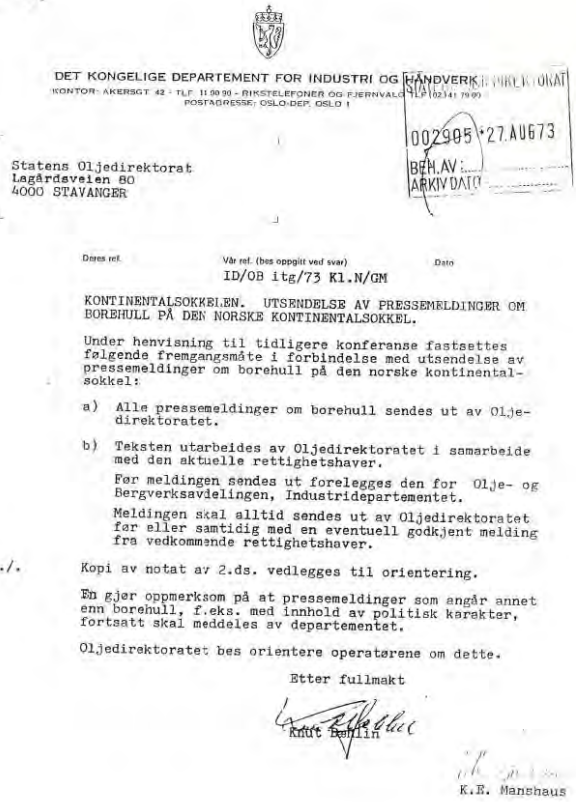 DET KONGELIGE DEPARTEMENT FOR INDUSTRI OG HÅNDVERK
KONTOR: AKERSGT 42 - TLF 11 90 90 - RIKSTELEFONER OG FJERNVALG TLF (02) 41 79 00
POSTADRESSE: OSLO-DEP. OSLO 1
002905 *27.AUG73
BEH.AV:
ARKIV DATO
Statens Oljedirektorat
Lagårdsveien 80
4000 STAVANGER
Deres ref. Vår ref. (bes oppgitt ved svar) Dato
ID/OB itg/73 Kl.N/GM
KONTINENTALSOKKELEN. UTSENDELSE AV PRESSEMELDINGER OM
BOREHULL PÅ DEN NORSKE KONTINENTALSOKKEL.
Under henvisning til tidligere konferanse fastsettes
følgende fremgangsmåte i forbindelse med utsendelse av
pressemeldinger om borehull på den norske kontinental-
sokkel:
a) Alle pressemeldinger om borehull sendes ut av Olje-
direktoratet.
b) Teksten utarbeides av Oljedirektoratet i samarbeide
med den aktuelle rettighetshaver.
Før meldingen sendes ut forelegges den for Olje- og
Bergverksavdelingen, Industridepartementet.
Meldingen skal alltid sendes ut av Oljedirektoratet
før eller samtidig med en eventuell godkjent melding
fra vedkommende rettighetshaver.
./. Kopi av notat av 2.ds. vedlegges til orientering.
En gjør oppmerksom på at pressemeldinger som angår annet
enn borehull, f.eks. med innhold av politisk karakter,
fortsatt skal meddeles av departementet.
Oljedirektoratet bes orientere operatørene om dette.
Etter fullmakt
Knut Dæhlin
K.E. Manshaus